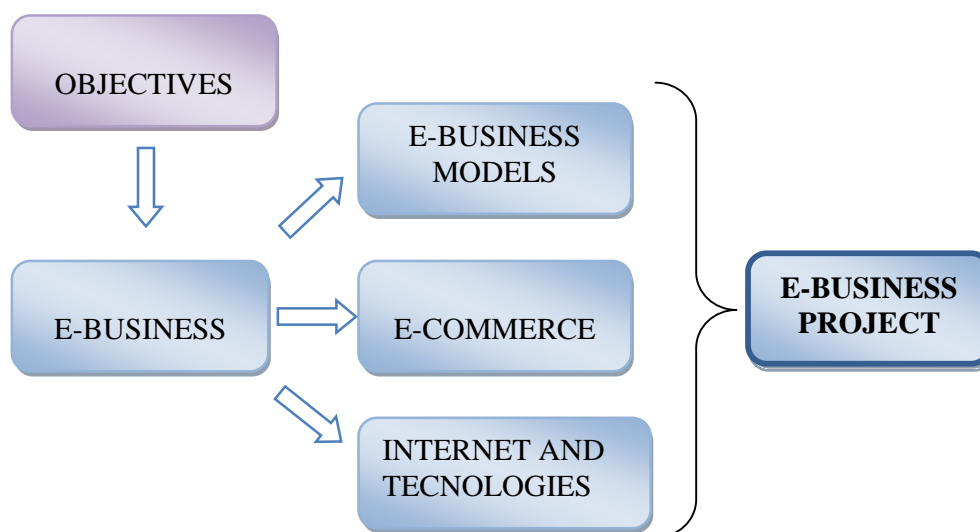 OBJECTIVES
E-BUSINESS
MODELS
E-BUSINESS
E-COMMERCE
E-BUSINESS
PROJECT
INTERNET AND
TECNOLOGIES